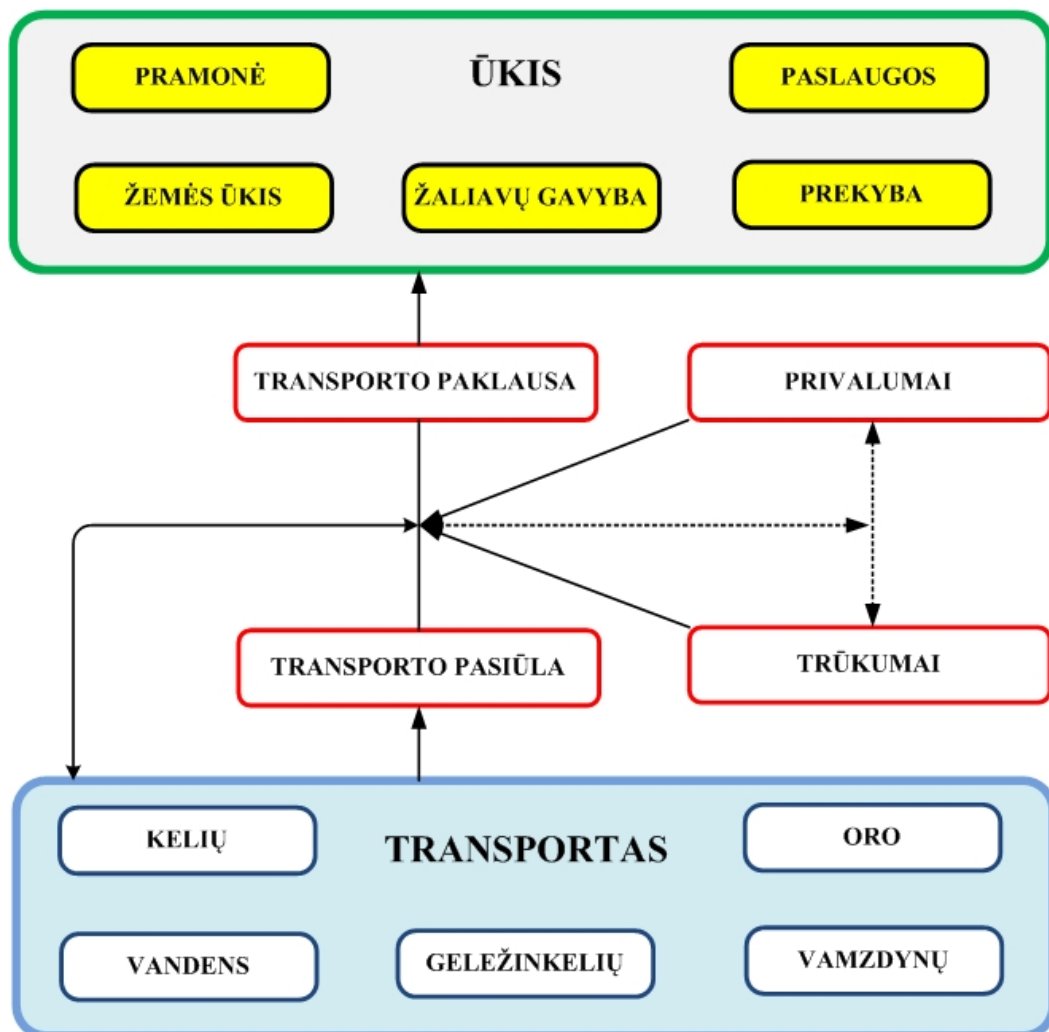 ŪKIS
PRAMONĖ
PASLAUGOS
ŽEMĖS ŪKIS
ŽALIAVŲ GAVYBA
PREKYBA
TRANSPORTO PAKLAUSA
PRIVALUMAI
TRANSPORTO PASIŪLA
TRŪKUMAI
TRANSPORTAS
KELIŲ
ORO
VANDENS
GELEŽINKELIŲ
VAMZDYNŲ